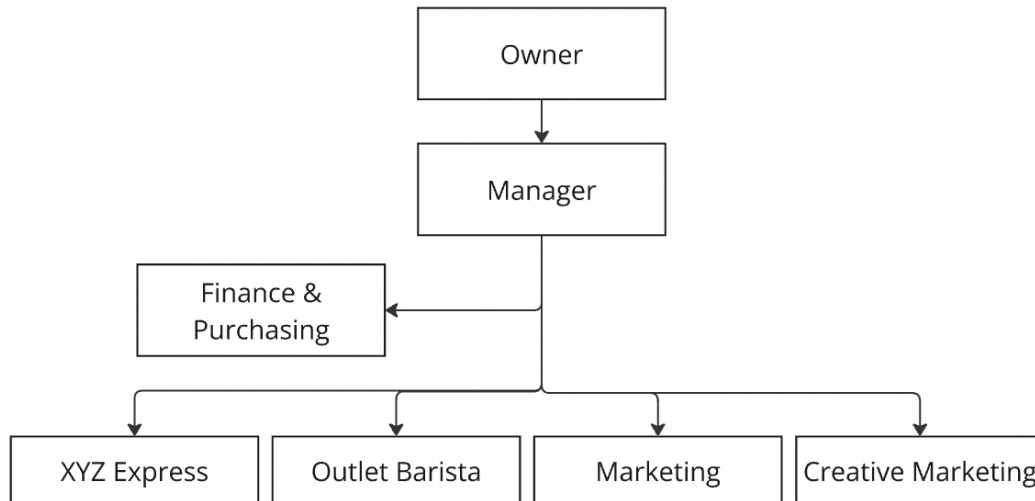 Owner
Manager
Finance &
Purchasing
XYZ Express
Outlet Barista
Marketing
Creative Marketing